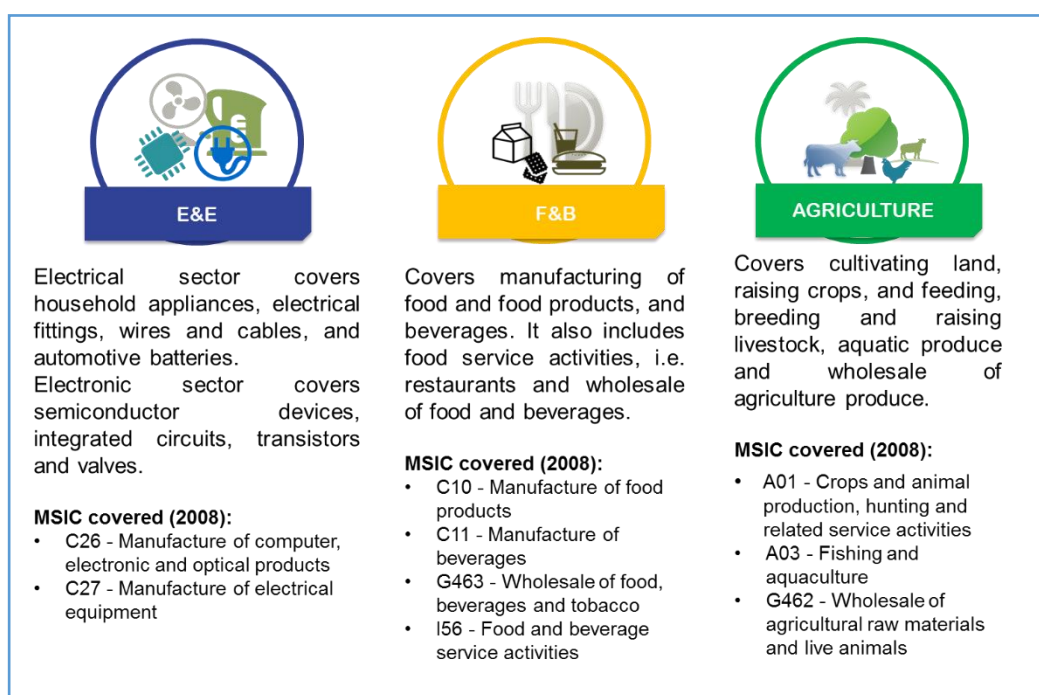 E&E
Electrical sector covers
household appliances, electrical
fittings, wires and cables, and
automotive batteries.
Electronic sector covers
semiconductor devices,
integrated circuits, transistors
and valves.
MSIC covered (2008):
• C26 - Manufacture of computer,
electronic and optical products
• C27 - Manufacture of electrical
equipment
F&B
Covers manufacturing of
food and food products, and
beverages. It also includes
food service activities, i.e.
restaurants and wholesale
of food and beverages.
MSIC covered (2008):
• C10 - Manufacture of food
products
• C11 - Manufacture of
beverages
• G463 - Wholesale of food,
beverages and tobacco
• I56 - Food and beverage
service activities
AGRICULTURE
Covers cultivating land,
raising crops, and feeding,
breeding and raising
livestock, aquatic produce
and wholesale of
agriculture produce.
MSIC covered (2008):
• A01 - Crops and animal
production, hunting and
related service activities
• A03 - Fishing and
aquaculture
• G462 - Wholesale of
agricultural raw materials
and live animals